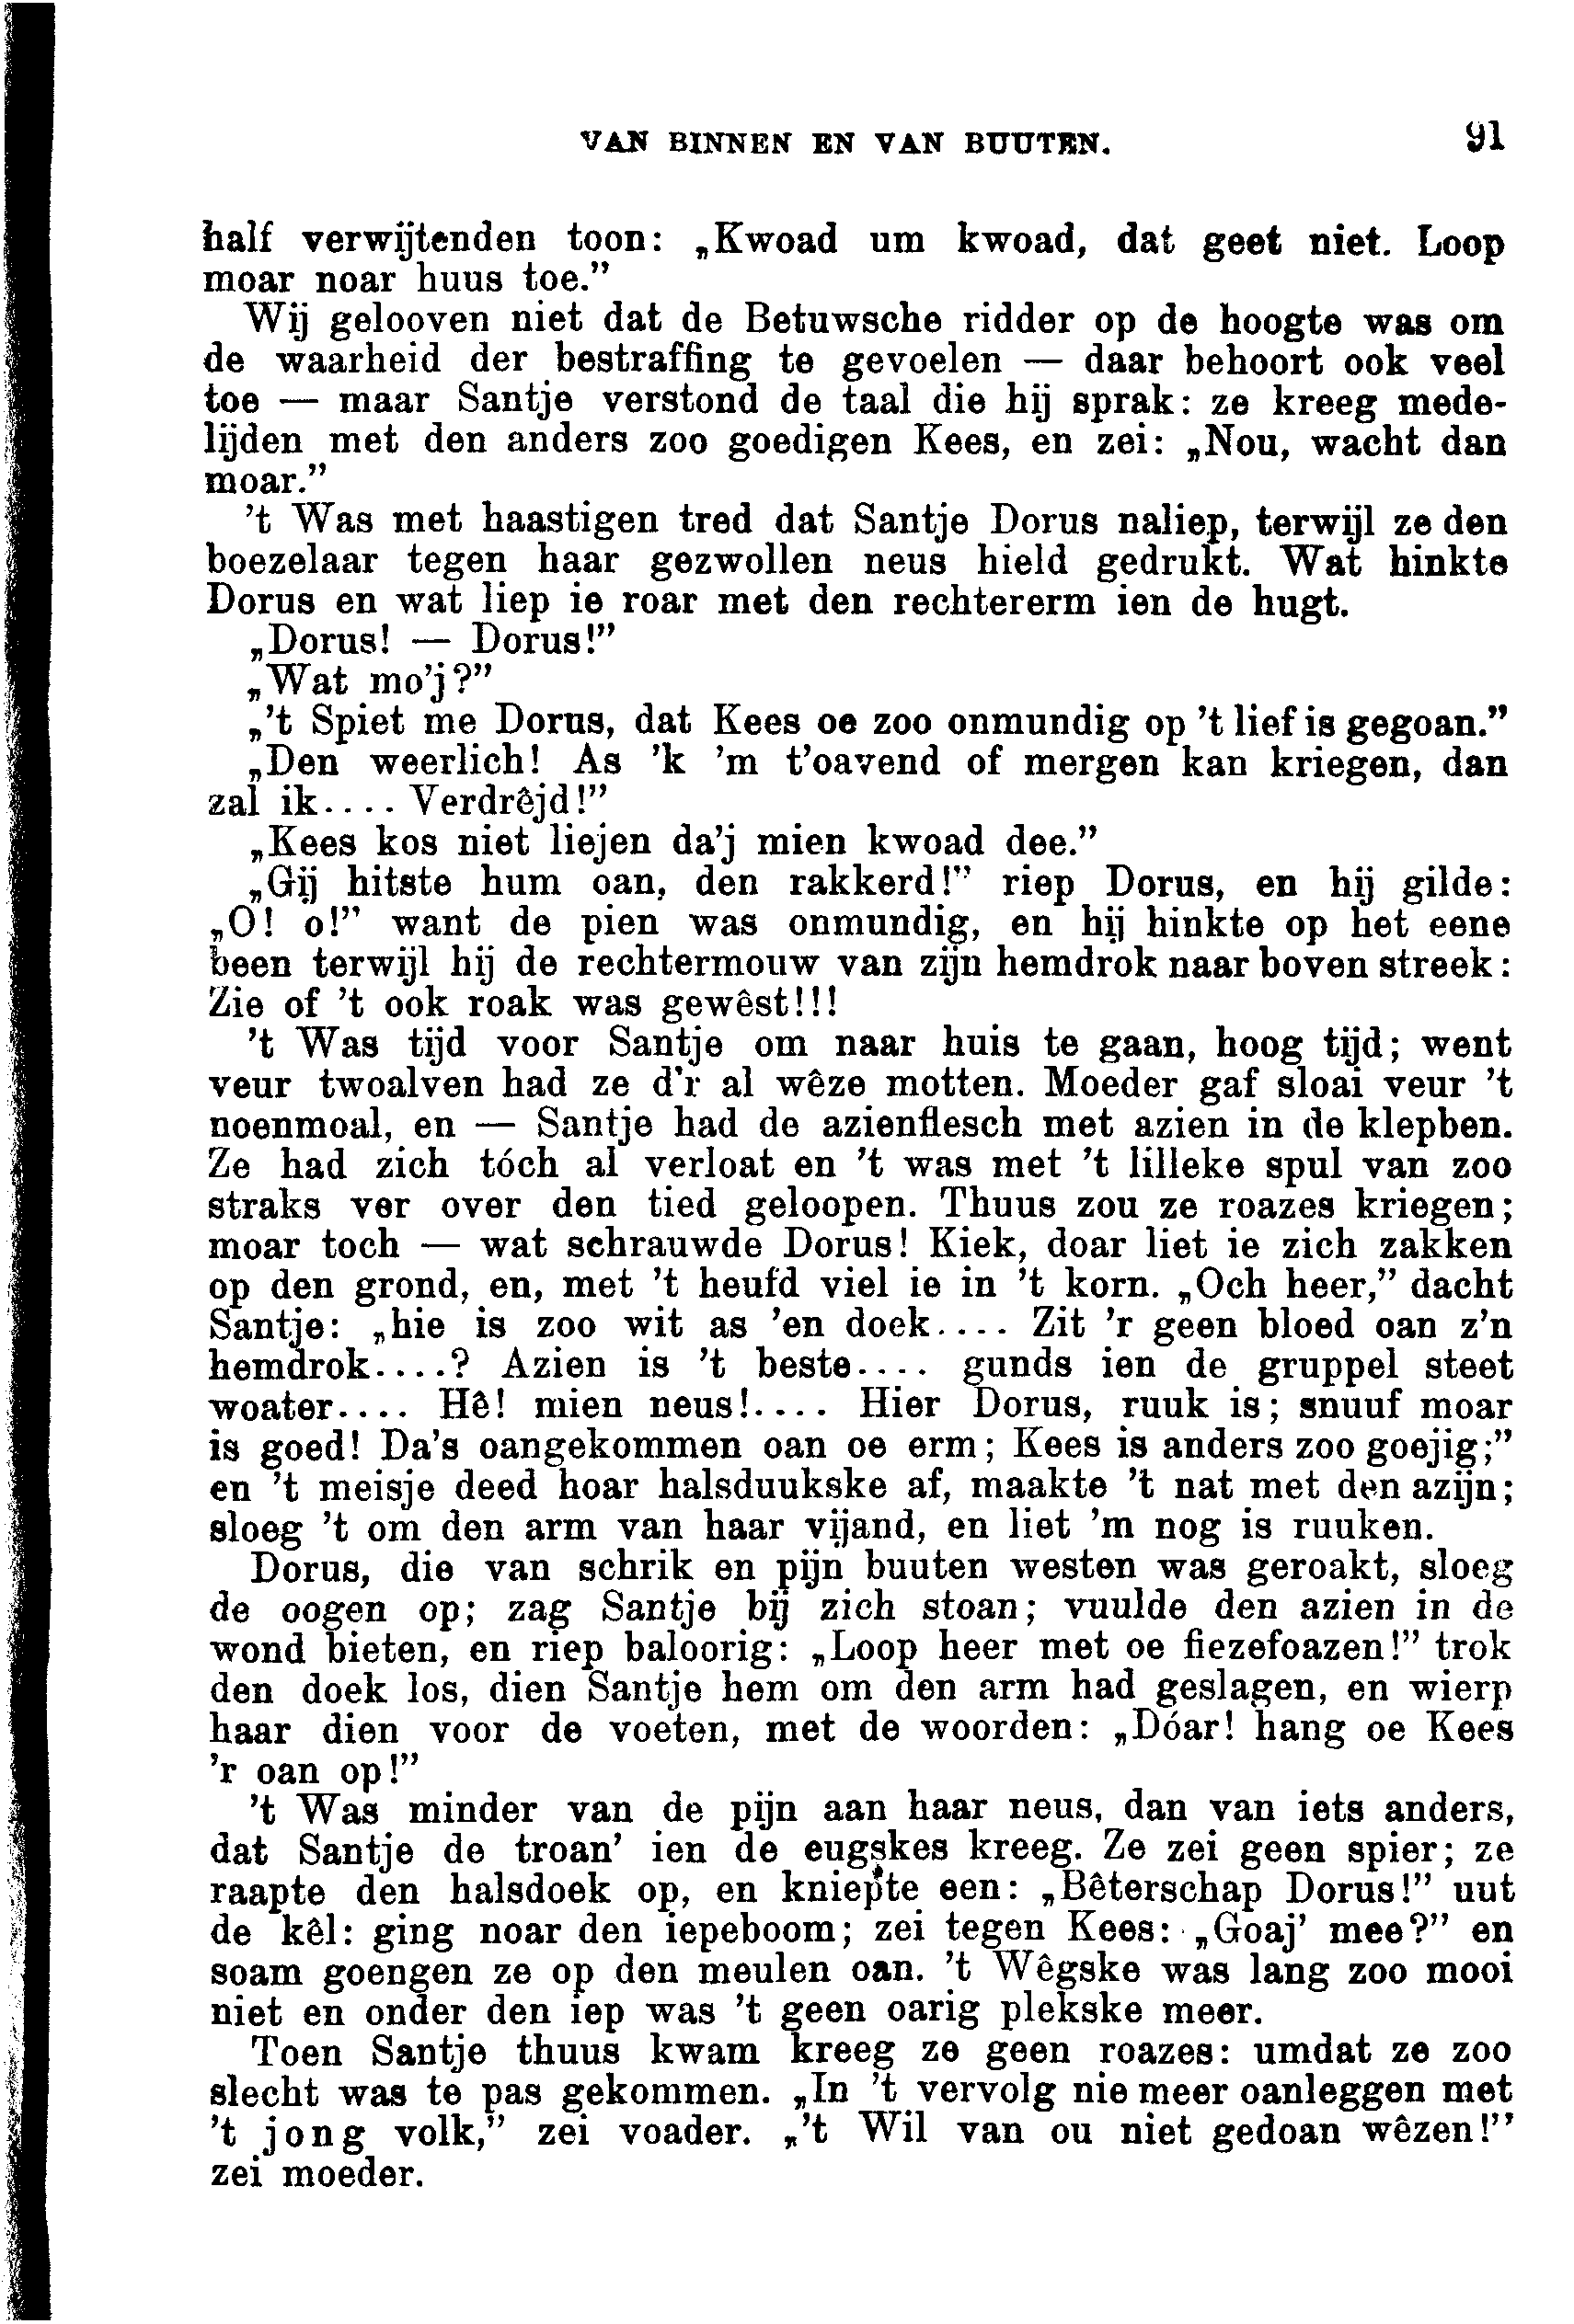 VAN BINNEN EN VAN BUUTEN. 91
half verwijtenden toon: „Kwoad um kwoad, dat geet niet. Loop
moar noar huus toe.”
Wij gelooven niet dat de Betuwsche ridder op de hoogte was om
de waarheid der bestraffing te gevoelen — daar behoort ook veel
toe — maar Santje verstond de taal die hij sprak: ze kreeg mede-
lijden met den anders zoo goedigen Kees, en zei: „Nou, wacht dan
moar.”
't Was met haastigen tred dat Santje Dorus naliep, terwijl ze den
boezelaar tegen haar gezwollen neus hield gedrukt. Wat hinkte
Dorus en wat liep ie roar met den rechtererm ien de hugt.
„Dorus! — Dorus!”
„Wat mo'j?”
„'t Spiet me Dorus, dat Kees oe zoo onmundig op 't lief is gegoan.”
„Den weerlich! As 'k 'm t'oavend of mergen kan kriegen, dan
zal ik.... Verdrêjd!”
„Kees kos niet liejen da'j mien kwoad dee.”
„Gij hitste hum oan, den rakkerd!” riep Dorus, en hij gilde:
„O! o!” want de pien was onmundig, en hij hinkte op het eene
been terwijl hij de rechtermouw van zijn hemdrok naar boven streek:
Zie of 't ook roak was gewêst!!!
't Was tijd voor Santje om naar huis te gaan, hoog tijd; went
veur twoalven had ze d'r al wêze motten. Moeder gaf sloai veur 't
noenmoal, en — Santje had de azienflesch met azien in de klepben.
Ze had zich tóch al verloat en 't was met 't lilleke spul van zoo
straks ver over den tied geloopen. Thuus zou ze roazes kriegen;
moar toch — wat schrauwde Dorus! Kiek, doar liet ie zich zakken
op den grond, en, met 't heufd viel ie in 't korn. „Och heer,” dacht
Santje: „hie is zoo wit as 'en doek.... Zit 'r geen bloed oan z'n
hemdrok....? Azien is 't beste.... gunds ien de gruppel steet
woater.... Hê! mien neus!.... Hier Dorus, ruuk is; snuuf moar
is goed! Da's oangekommen oan oe erm; Kees is anders zoo goejig;”
en 't meisje deed hoar halsduukske af, maakte 't nat met den azijn;
sloeg 't om den arm van haar vijand, en liet 'm nog is ruuken.
Dorus, die van schrik en pijn buuten westen was geroakt, sloeg
de oogen op; zag Santje bij zich stoan; vuulde den azien in de
wond bieten, en riep baloorig: „Loop heer met oe fiezefoazen!” trok
den doek los, dien Santje hem om den arm had geslagen, en wierp
haar dien voor de voeten, met de woorden: „Dóar! hang oe Kees
'r oan op!”
't Was minder van de pijn aan haar neus, dan van iets anders,
dat Santje de troan' ien de eugskes kreeg. Ze zei geen spier; ze
raapte den halsdoek op, en kniepte een: „Bêterschap Dorus!” uut
de kêl: ging noar den iepeboom; zei tegen Kees: „Goaj' mee?” en
soam goengen ze op den meulen oan. 't Wêgske was lang zoo mooi
niet en onder den iep was 't geen oarig plekske meer.
Toen Santje thuus kwam kreeg ze geen roazes: umdat ze zoo
slecht was te pas gekommen. „In 't vervolg nie meer oanleggen met
't jong volk,” zei voader. „'t Wil van ou niet gedoan wêzen!”
zei moeder.